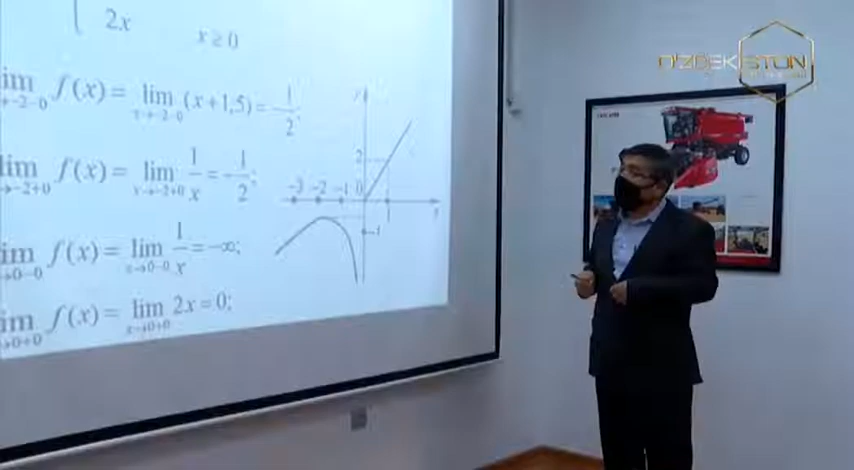 2x
x ≥ 0
lim f(x) = lim (x+1,5) = -1/2;
x→-2-0 x→-2-0
lim f(x) = lim 1/x = -1/2;
x→-2+0 x→-2+0
lim f(x) = lim 1/x = -∞;
x→0-0 x→0-0
lim f(x) = lim 2x = 0;
x→0+0 x→0+0
y
2
-3 -2 -1 0 1 x
-1
O'ZBEKISTON